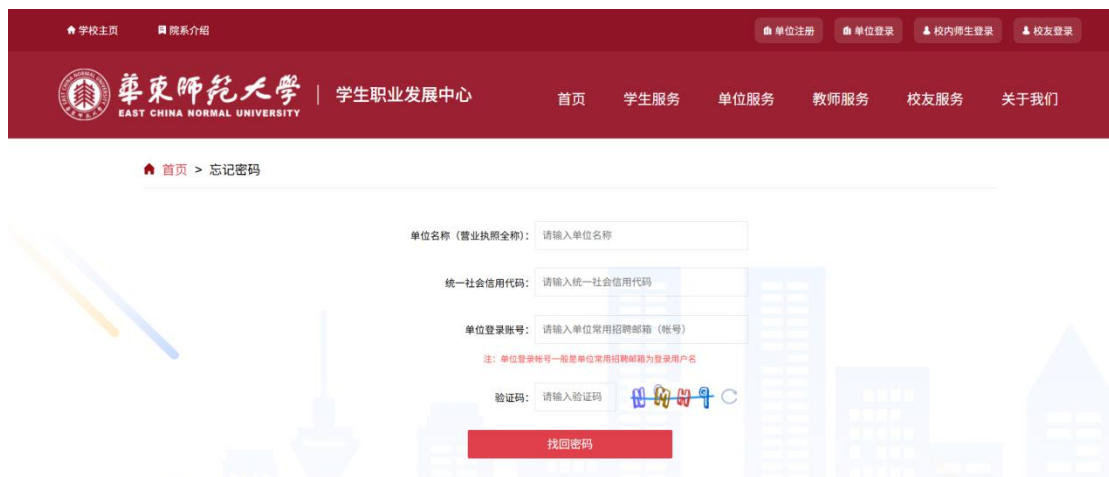 学校主页 院系介绍 单位注册 单位登录 校内师生登录 校友登录
華東師範大學 学生职业发展中心 首页 学生服务 单位服务 教师服务 校友服务 关于我们
EAST CHINA NORMAL UNIVERSITY
首页 > 忘记密码
单位名称（营业执照全称）： 请输入单位名称
统一社会信用代码： 请输入统一社会信用代码
单位登录账号： 请输入单位常用招聘邮箱（帐号）
注：单位登录帐号一般是单位常用招聘邮箱为登录用户名
验证码： 请输入验证码
找回密码